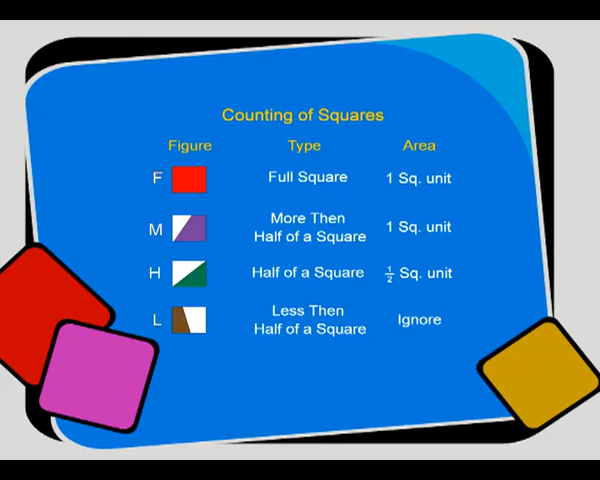 Counting of Squares
Figure Type Area
F Full Square 1 Sq. unit
M More Then Half of a Square 1 Sq. unit
H Half of a Square ½ Sq. unit
L Less Then Half of a Square Ignore